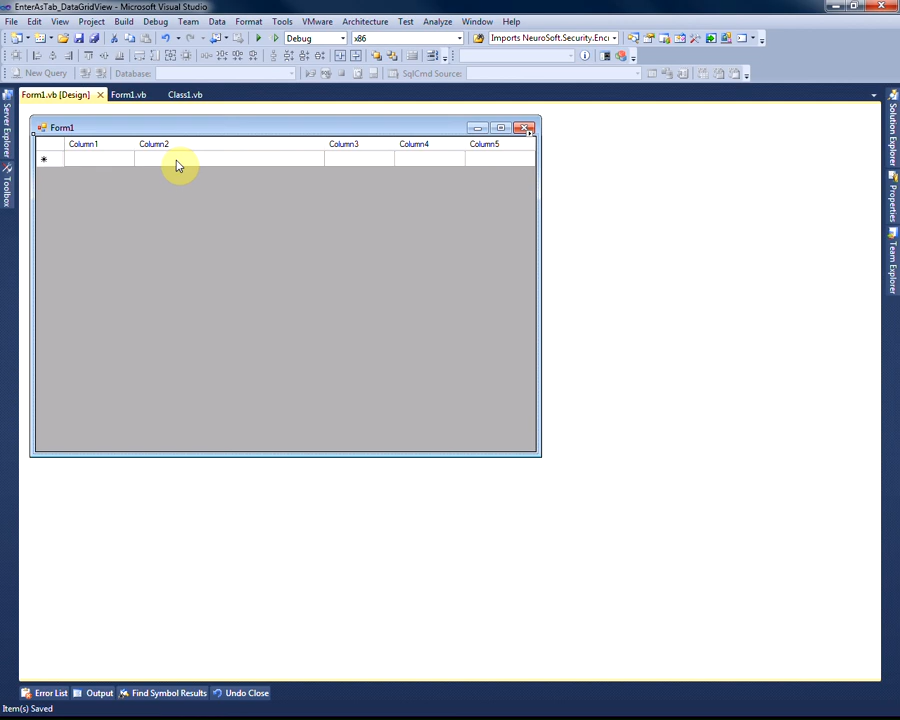 EnterAsTab_DataGridView - Microsoft Visual Studio
File Edit View Project Build Debug Team Data Format Tools VMware Architecture Test Analyze Window Help
Debug x86 Imports NeuroSoft.Security.Enci
New Query Database: SqlCmd Source:
Form1.vb [Design] Form1.vb Class1.vb
Form1
Column1 Column2 Column3 Column4 Column5
Server Explorer
Toolbox
Solution Explorer
Properties
Team Explorer
Error List Output Find Symbol Results Undo Close
Item(s) Saved